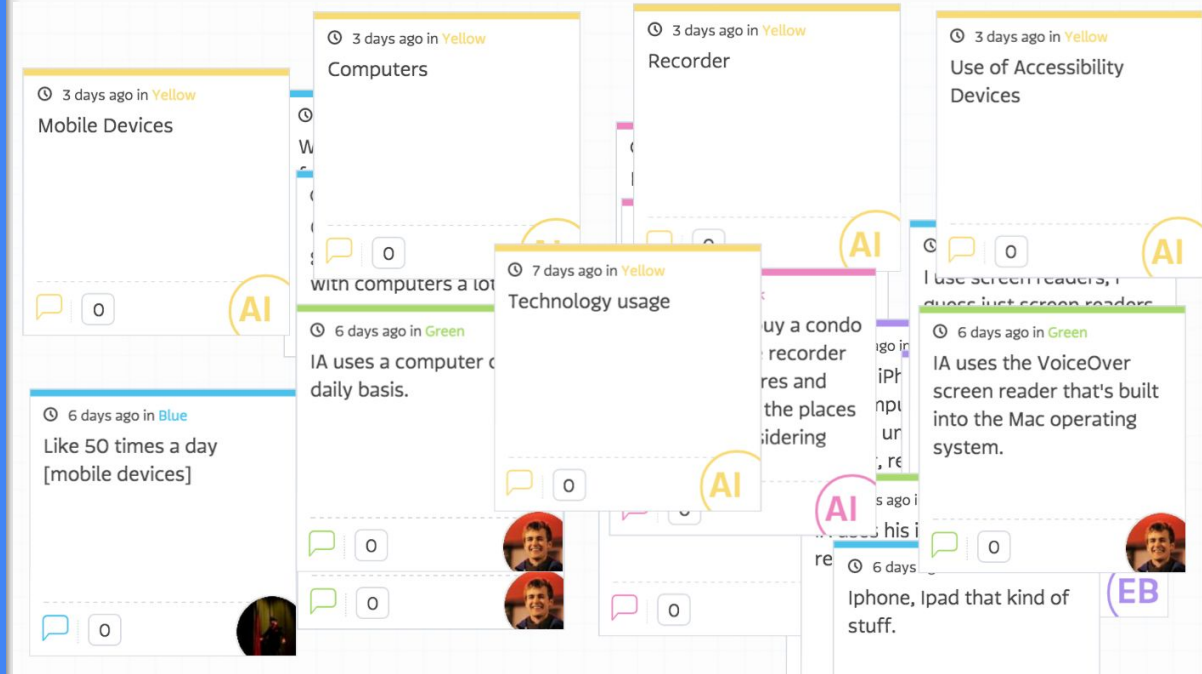 3 days ago in Yellow
Mobile Devices
0
AI
3 days ago in Yellow
Computers
0
3 days ago in Yellow
Recorder
0
AI
3 days ago in Yellow
Use of Accessibility
Devices
0
AI
with computers a lot
7 days ago in Yellow
Technology usage
0
AI
6 days ago in Green
IA uses a computer
daily basis.
0
0
6 days ago in Blue
Like 50 times a day
[mobile devices]
0
buy a condo
recorder
res and
the places
sidering
AI
0
I use screen readers, I
guess just screen readers
6 days ago in Green
IA uses the VoiceOver
screen reader that's built
into the Mac operating
system.
0
ago in
s ago i
his i
re
6 days
Iphone, Ipad that kind of
stuff.
EB